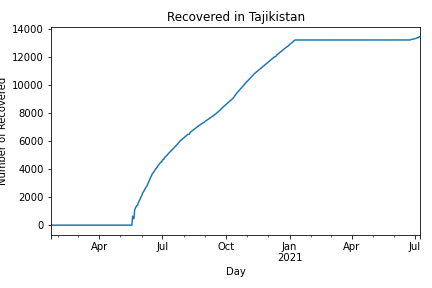 Recovered in Tajikistan
Number of Recovered
14000
12000
10000
8000
6000
4000
2000
0
Apr Jul Oct Jan Apr Jul
2021
Day